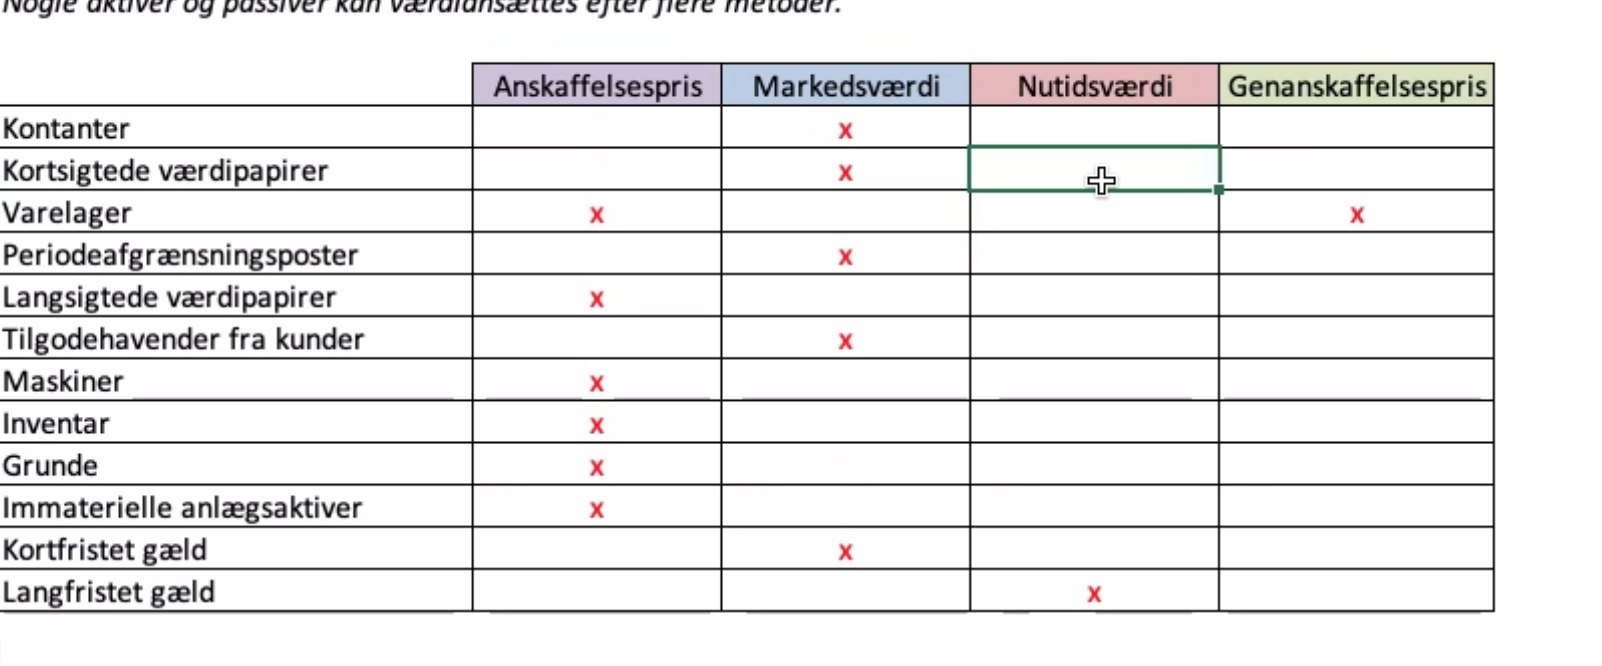 Nogle aktiver og passiver kan værdiansættes efter flere metoder.
Anskaffelsespris Markedsværdi Nutidsværdi Genanskaffelsespris
Kontanter x
Kortsigtede værdipapirer x
Varelager x x
Periodeafgrænsningsposter x
Langsigtede værdipapirer x
Tilgodehavender fra kunder x
Maskiner x
Inventar x
Grunde x
Immaterielle anlægsaktiver x
Kortfristet gæld x
Langfristet gæld x